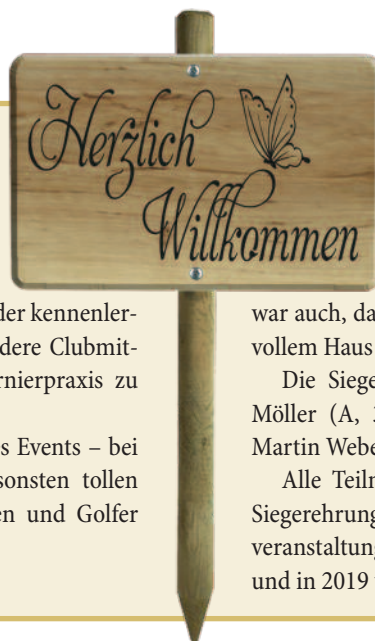 Herzlich
Willkommen
der kennenler-
dere Clubmit-
rnierpraxis zu
s Events – bei
sonsten tollen
en und Golfer
war auch, da
vollem Haus
Die Siege
Möller (A, 3
Martin Webe
Alle Teiln
Siegerehrung
veranstaltung
und in 2019